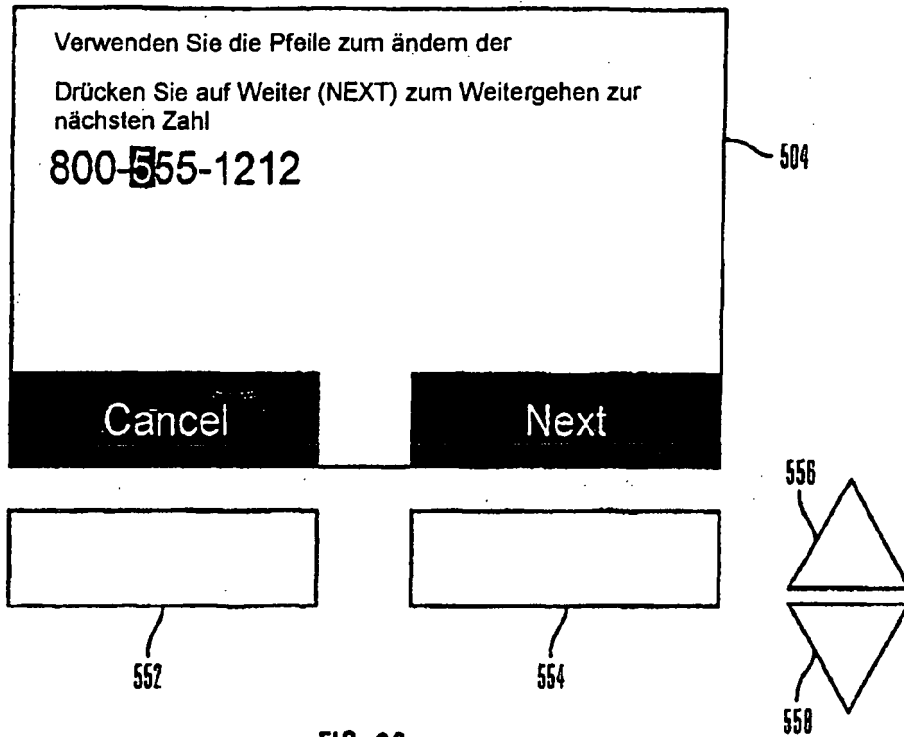 Verwenden Sie die Pfeile zum ändern der
Drücken Sie auf Weiter (NEXT) zum Weitergehen zur
nächsten Zahl
800-555-1212
504
Cancel
Next
556
552
554
558